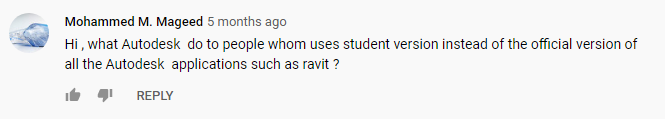 Mohammed M. Mageed 5 months ago
Hi , what Autodesk  do to people whom uses student version instead of the official version of
all the Autodesk  applications such as ravit ?
REPLY